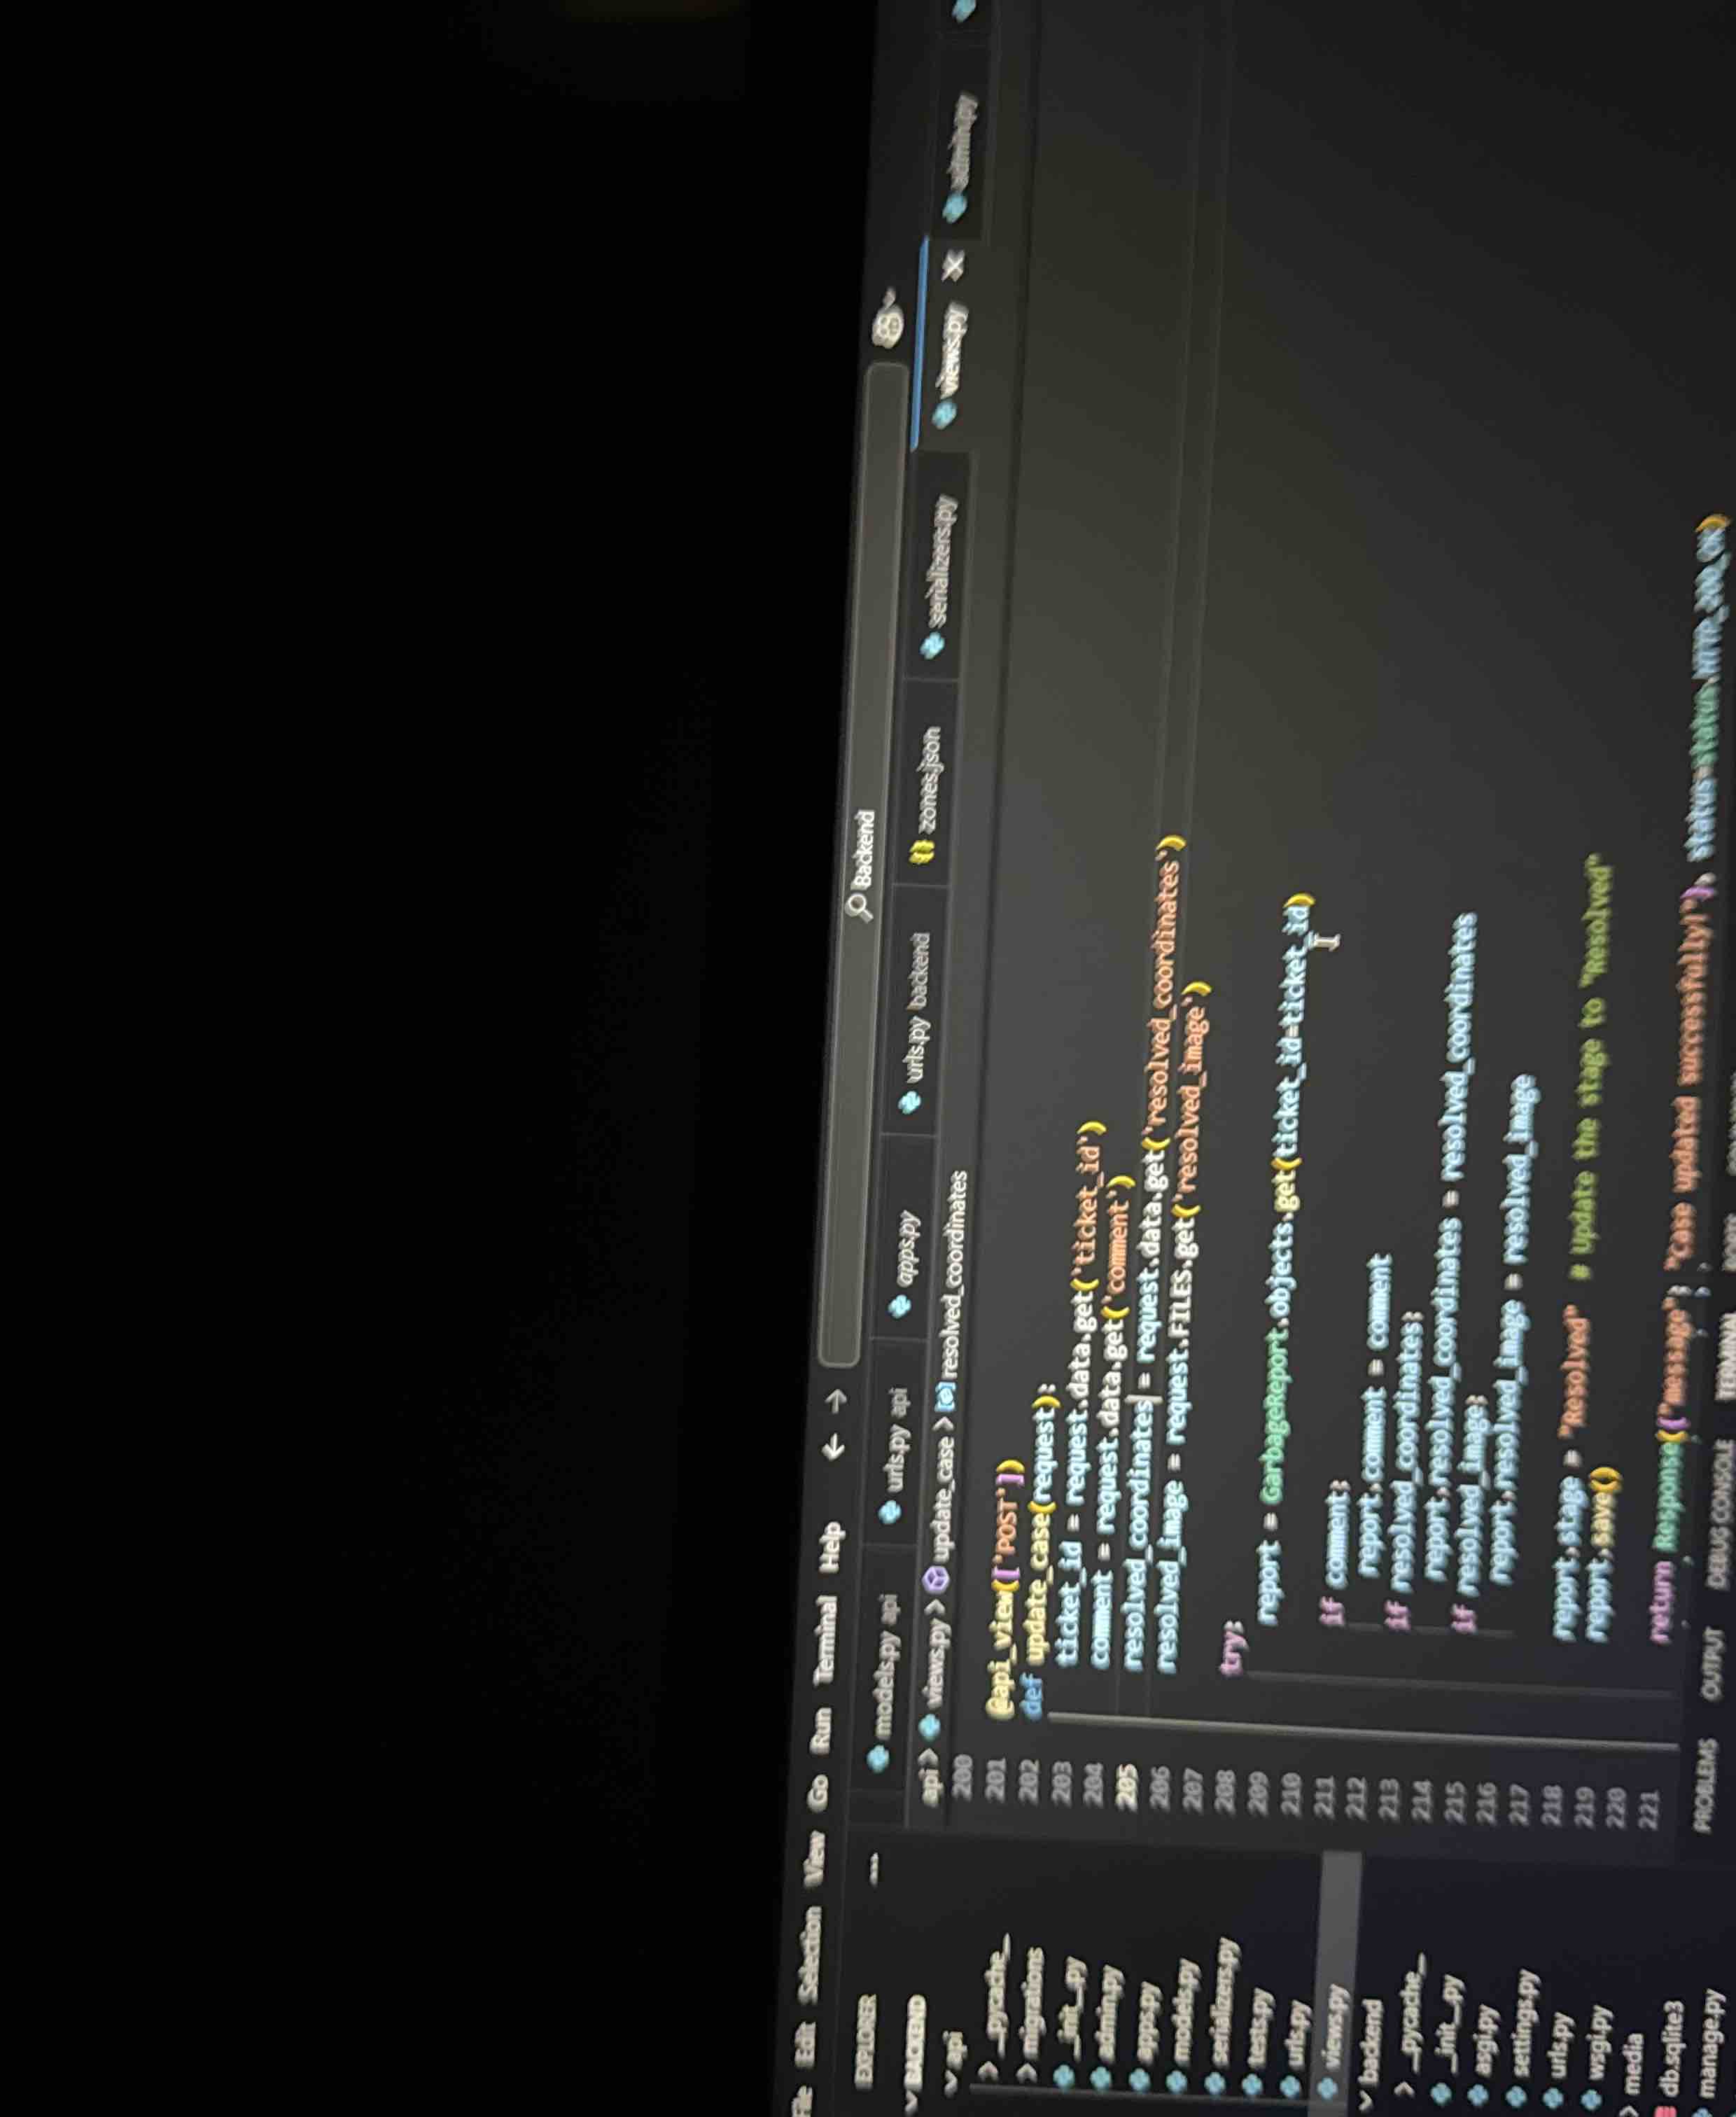 File Edit Selection View Go Run Terminal Help
Backend
EXPLORER
models.py api
urls.py api
apps.py
urls.py backend
zones.json
serializers.py
views.py
admin.py
BACKEND
api
__pycache__
migrations
__init__.py
admin.py
apps.py
models.py
serializers.py
tests.py
urls.py
views.py
backend
__pycache__
__init__.py
asgi.py
settings.py
urls.py
wsgi.py
media
db.sqlite3
manage.py
api > views.py > update_case > resolved_coordinates
200
201 @api_view(['POST'])
202 def update_case(request):
203 ticket_id = request.data.get('ticket_id')
204 comment = request.data.get('comment')
205 resolved_coordinates = request.data.get('resolved_coordinates')
206 resolved_image = request.FILES.get('resolved_image')
207
208 try:
209 report = GarbageReport.objects.get(ticket_id=ticket_id)
210
211 if comment:
212 report.comment = comment
213 if resolved_coordinates:
214 report.resolved_coordinates = resolved_coordinates
215 if resolved_image:
216 report.resolved_image = resolved_image
217
218 report.stage = "Resolved" # Update the stage to "Resolved"
219 report.save()
220
221 return Response({"message": "Case updated successfully!"}, status=status.HTTP_200_OK)
PROBLEMS OUTPUT DEBUG CONSOLE TERMINAL PORTS